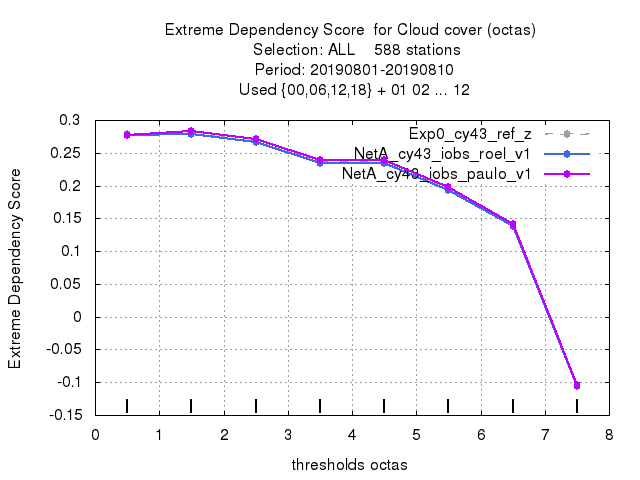 Extreme Dependency Score  for Cloud cover (octas)
Selection: ALL    588 stations
Period: 20190801-20190810
Used {00,06,12,18} + 01 02 ... 12
Exp0_cy43_ref_z
NetA_cy43_iobs_roel_v1
NetA_cy43_iobs_paulo_v1
Extreme Dependency Score
0.3
0.25
0.2
0.15
0.1
0.05
0
-0.05
-0.1
-0.15
0 1 2 3 4 5 6 7 8
thresholds octas